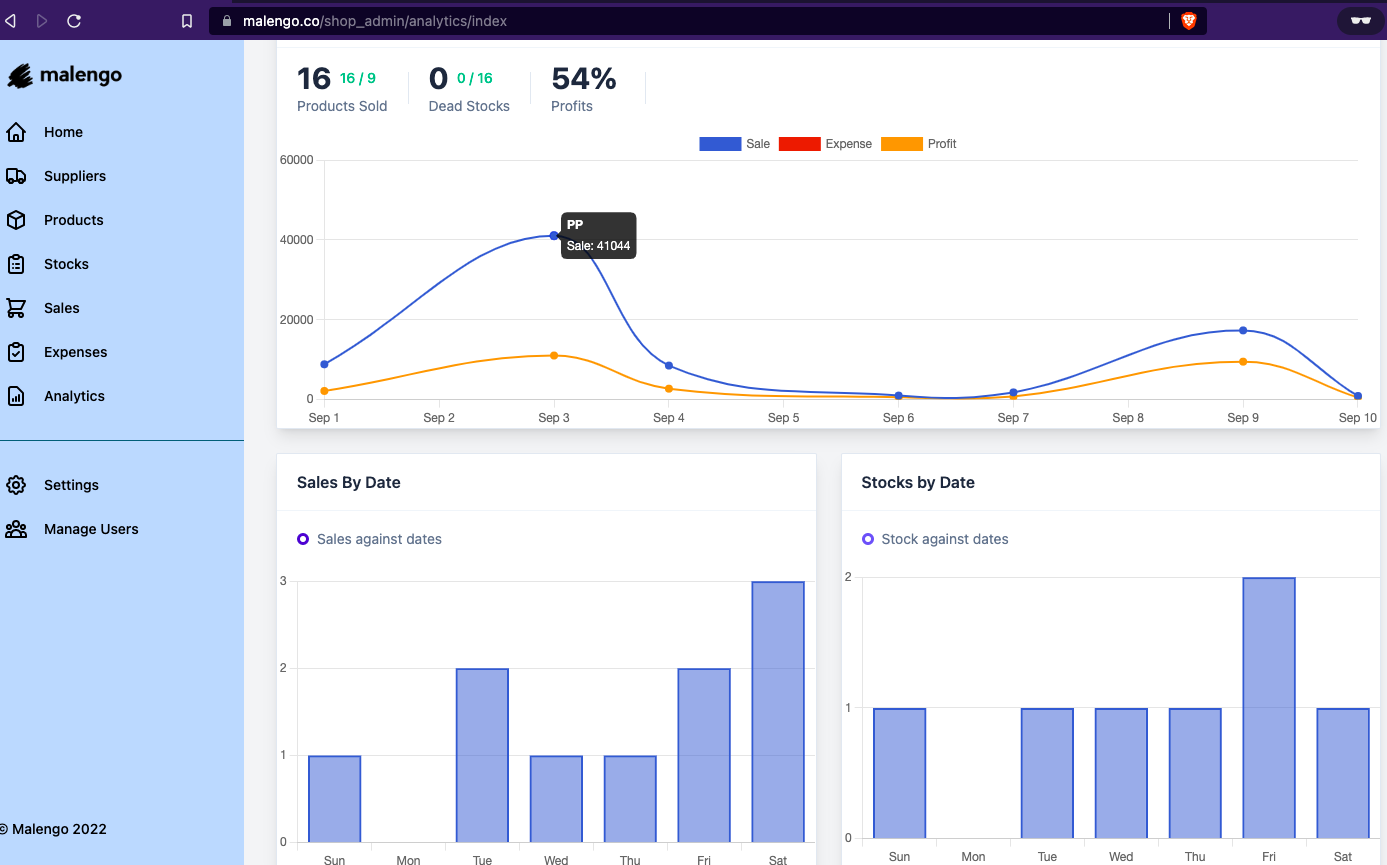 malengo.co/shop_admin/analytics/index
malengo
Home
Suppliers
Products
Stocks
Sales
Expenses
Analytics
Settings
Manage Users
© Malengo 2022
16 16 / 9
Products Sold
0 0 / 16
Dead Stocks
54%
Profits
Sale Expense Profit
60000
40000
20000
0
PP
Sale: 41044
Sep 1 Sep 2 Sep 3 Sep 4 Sep 5 Sep 6 Sep 7 Sep 8 Sep 9 Sep 10
Sales By Date
Sales against dates
3
2
1
0
Sun Mon Tue Wed Thu Fri Sat
Stocks by Date
Stock against dates
2
1
0
Sun Mon Tue Wed Thu Fri Sat